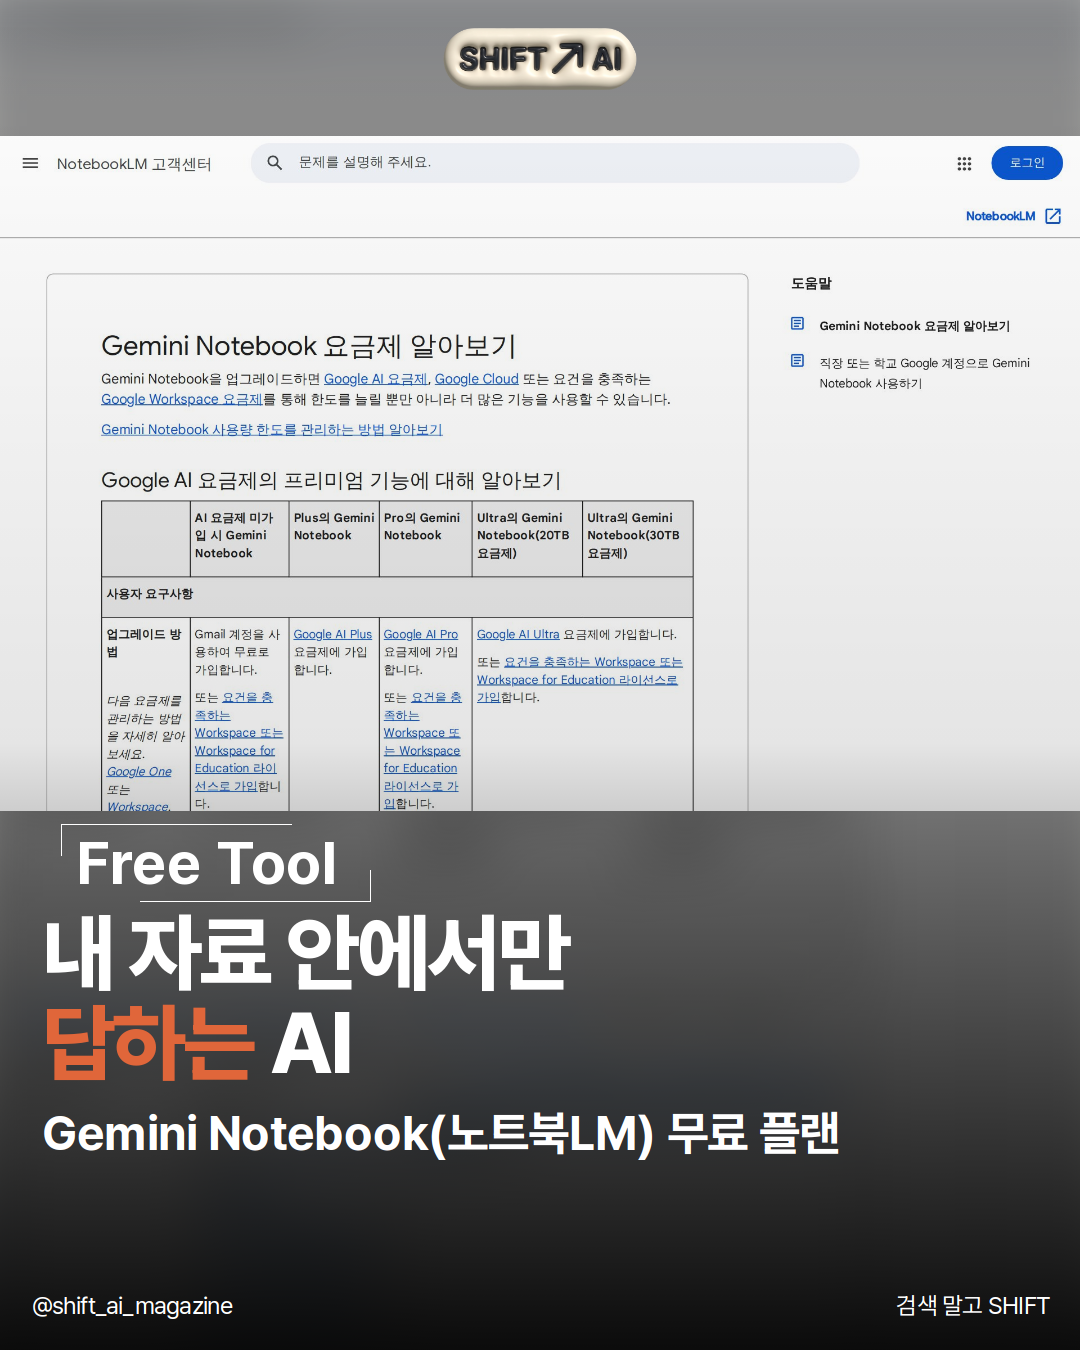 SHIFT AI
NotebookLM 고객센터
문제를 설명해 주세요.
로그인
NotebookLM
Gemini Notebook 요금제 알아보기
Gemini Notebook을 업그레이드하면 Google AI 요금제, Google Cloud 또는 요건을 충족하는
Google Workspace 요금제를 통해 한도를 늘릴 뿐만 아니라 더 많은 기능을 사용할 수 있습니다.
Gemini Notebook 사용량 한도를 관리하는 방법 알아보기
Google AI 요금제의 프리미엄 기능에 대해 알아보기
AI 요금제 미가
입 시 Gemini
Notebook
Plus의 Gemini
Notebook
Pro의 Gemini
Notebook
Ultra의 Gemini
Notebook(20TB
요금제)
Ultra의 Gemini
Notebook(30TB
요금제)
사용자 요구사항
업그레이드 방
법
다음 요금제를
관리하는 방법
을 자세히 알아
보세요.
Google One
또는
Workspace.
Gmail 계정을 사
용하여 무료로
가입합니다.
또는 요건을 충
족하는
Workspace 또는
Workspace for
Education 라이
선스로 가입합니
다.
Google AI Plus
요금제에 가입
합니다.
Google AI Pro
요금제에 가입
합니다.
또는 요건을 충
족하는
Workspace 또
는 Workspace
for Education
라이선스로 가
입합니다.
Google AI Ultra 요금제에 가입합니다.
또는 요건을 충족하는 Workspace 또는
Workspace for Education 라이선스로
가입합니다.
도움말
Gemini Notebook 요금제 알아보기
직장 또는 학교 Google 계정으로 Gemini
Notebook 사용하기
Free Tool
내 자료 안에서만
답하는 AI
Gemini Notebook(노트북LM) 무료 플랜
@shift_ai_magazine
검색 말고 SHIFT